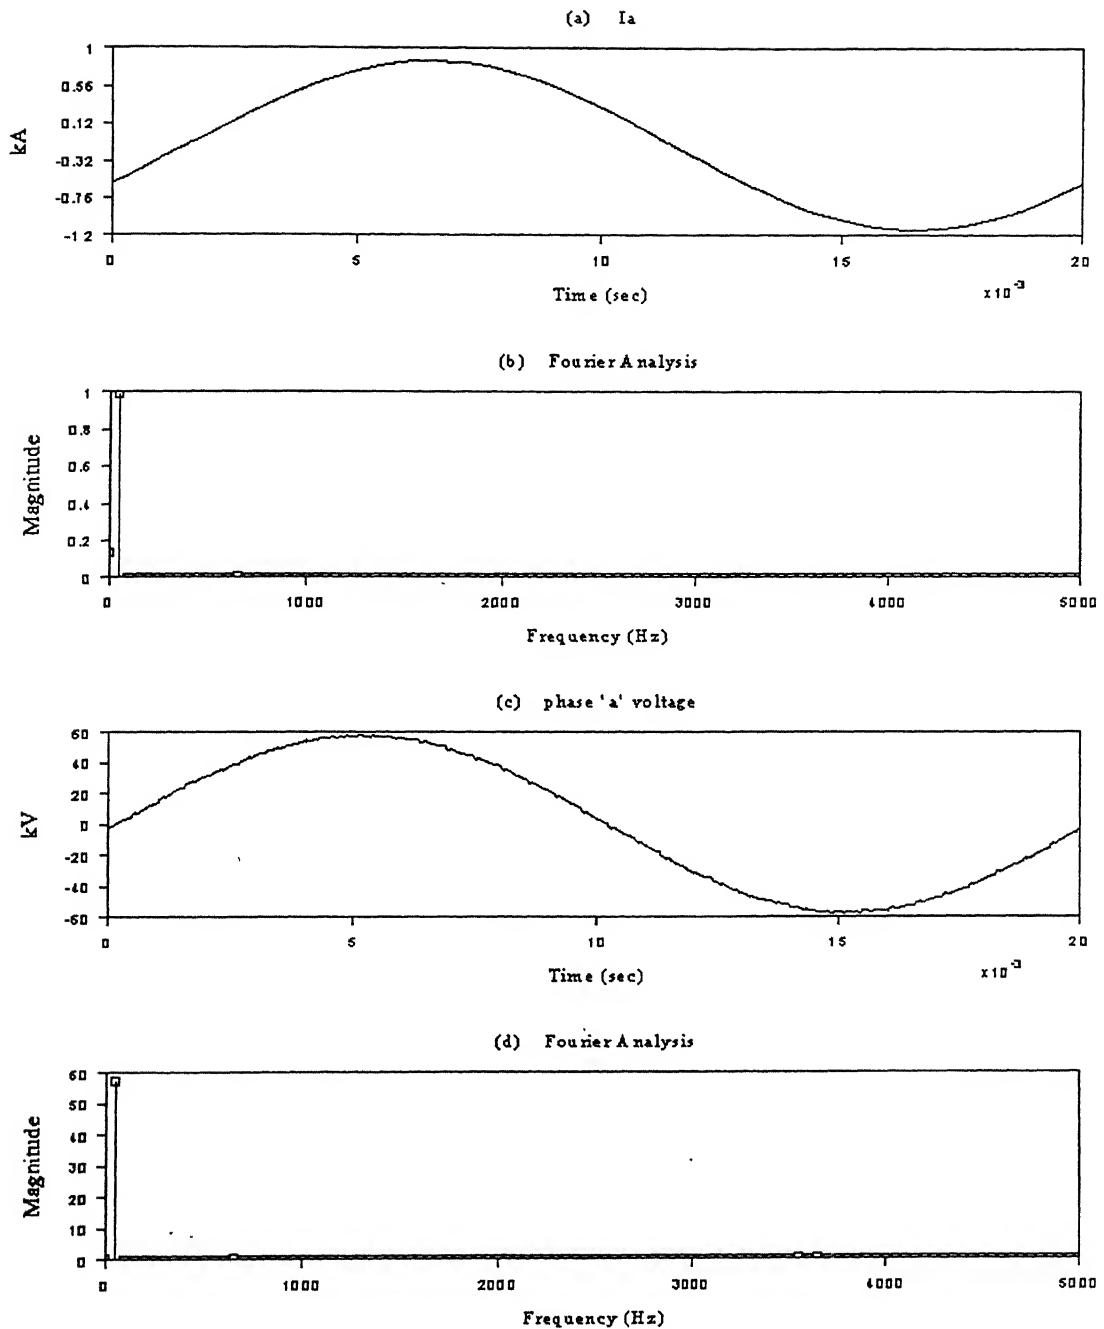 (a) Ia
1
0.56
0.12
-0.32
-0.76
-1.2
kA
0 5 10 15 20
Time (sec)
x10⁻³
(b) Fourier Analysis
1
0.8
0.6
0.4
0.2
0
Magnitude
0 1000 2000 3000 4000 5000
Frequency (Hz)
(c) phase 'a' voltage
60
40
20
0
-20
-40
-60
kV
0 5 10 15 20
Time (sec)
x10⁻³
(d) Fourier Analysis
60
50
40
30
20
10
0
Magnitude
0 1000 2000 3000 4000 5000
Frequency (Hz)